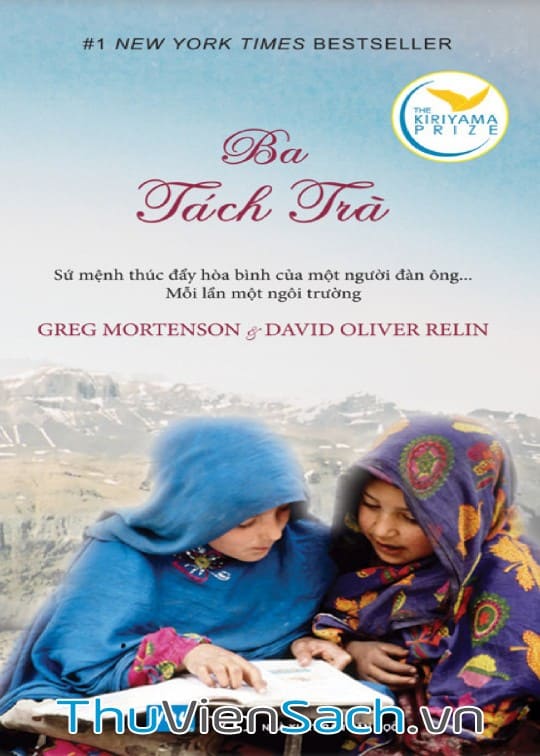 #1 NEW YORK TIMES BESTSELLER
THE
KIRIYAMA
PRIZE
Ba
Tách Trà
Sứ mệnh thúc đẩy hòa bình của một người đàn ông...
Mỗi lần một ngôi trường
GREG MORTENSON & DAVID OLIVER RELIN
ThuVienSach.vn